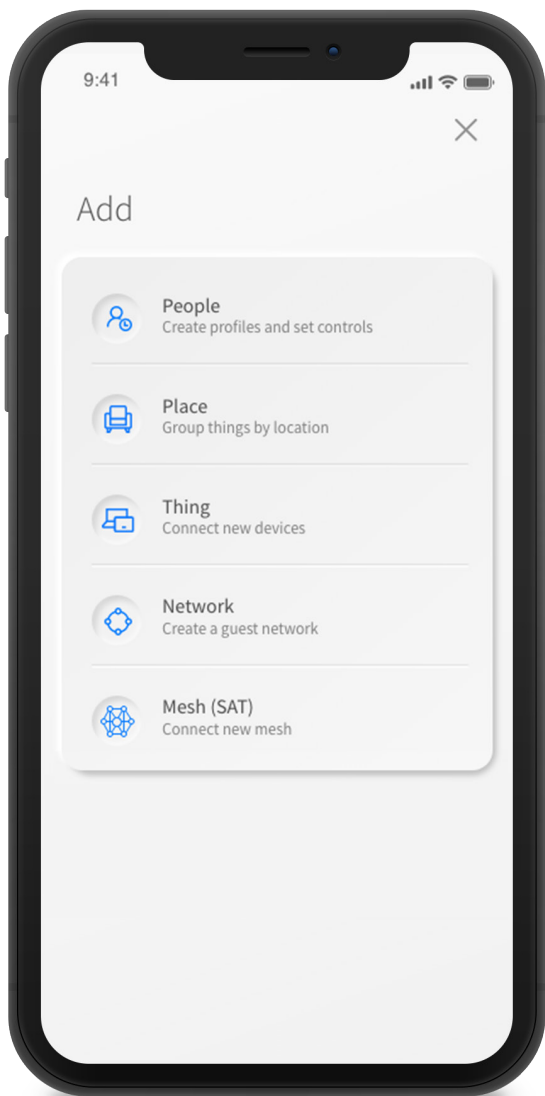 9:41
Add
People
Create profiles and set controls
Place
Group things by location
Thing
Connect new devices
Network
Create a guest network
Mesh (SAT)
Connect new mesh